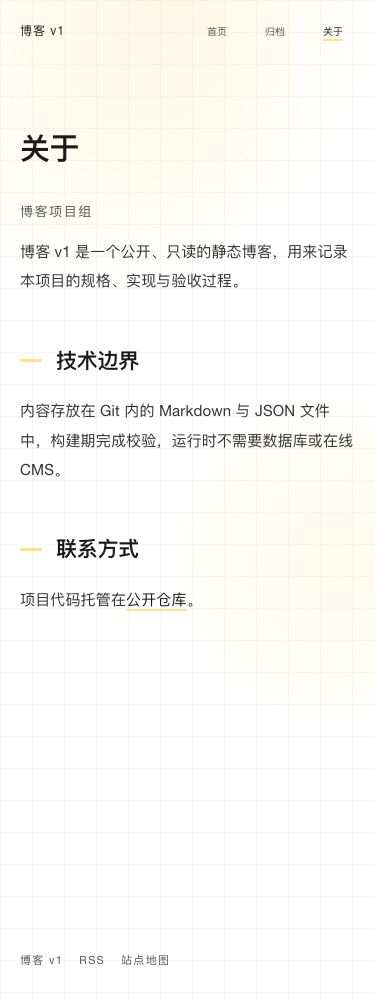 博客 v1
首页
归档
关于
关于
博客项目组
博客 v1 是一个公开、只读的静态博客，用来记录
本项目的规格、实现与验收过程。
技术边界
内容存放在 Git 内的 Markdown 与 JSON 文件
中，构建期完成校验，运行时不需要数据库或在线
CMS。
联系方式
项目代码托管在公开仓库。
博客 v1 RSS 站点地图